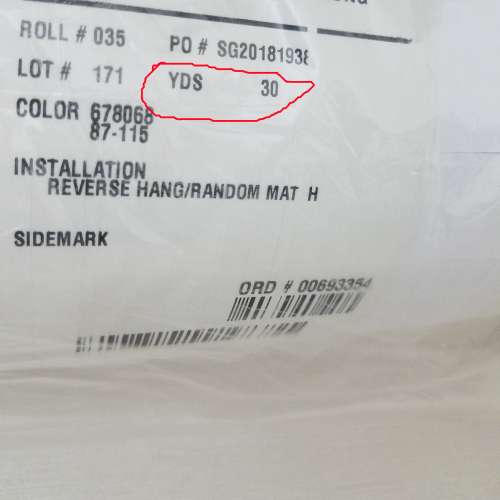 ROLL # 035 PO # SG20181938
LOT # 171 YDS 30
COLOR 678068
87-115
INSTALLATION
REVERSE HANG/RANDOM MAT H
SIDEMARK
ORD # 00693354